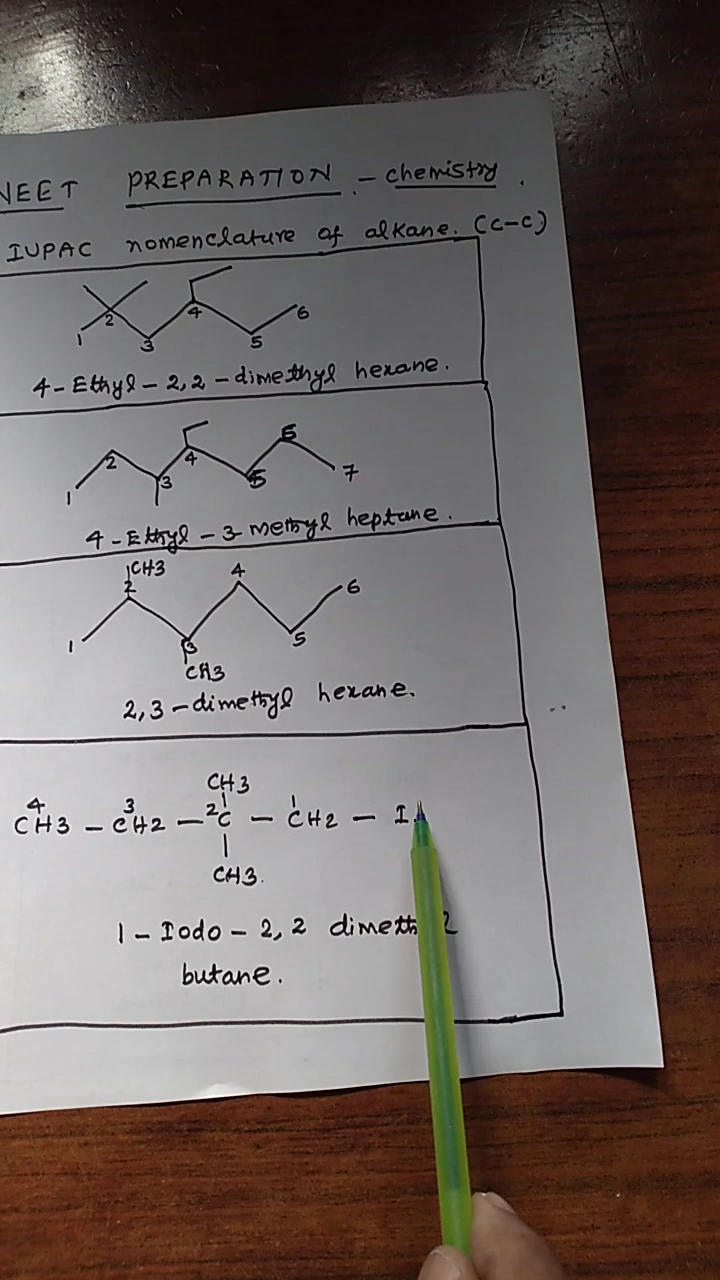 NEET PREPARATION - chemistry.
IUPAC nomenclature of alkane. (C-C)
1 2 3 4 5 6
4-Ethyl-2,2-dimethyl hexane.
1 2 3 4 5 6 7
4-Ethyl-3-methyl heptane.
CH3
1 2 3 4 5 6
CH3
2,3-dimethyl hexane.
CH3
4 3 2 1
CH3 - CH2 - C - CH2 - I
CH3.
1-Iodo-2,2 dimeth
butane.